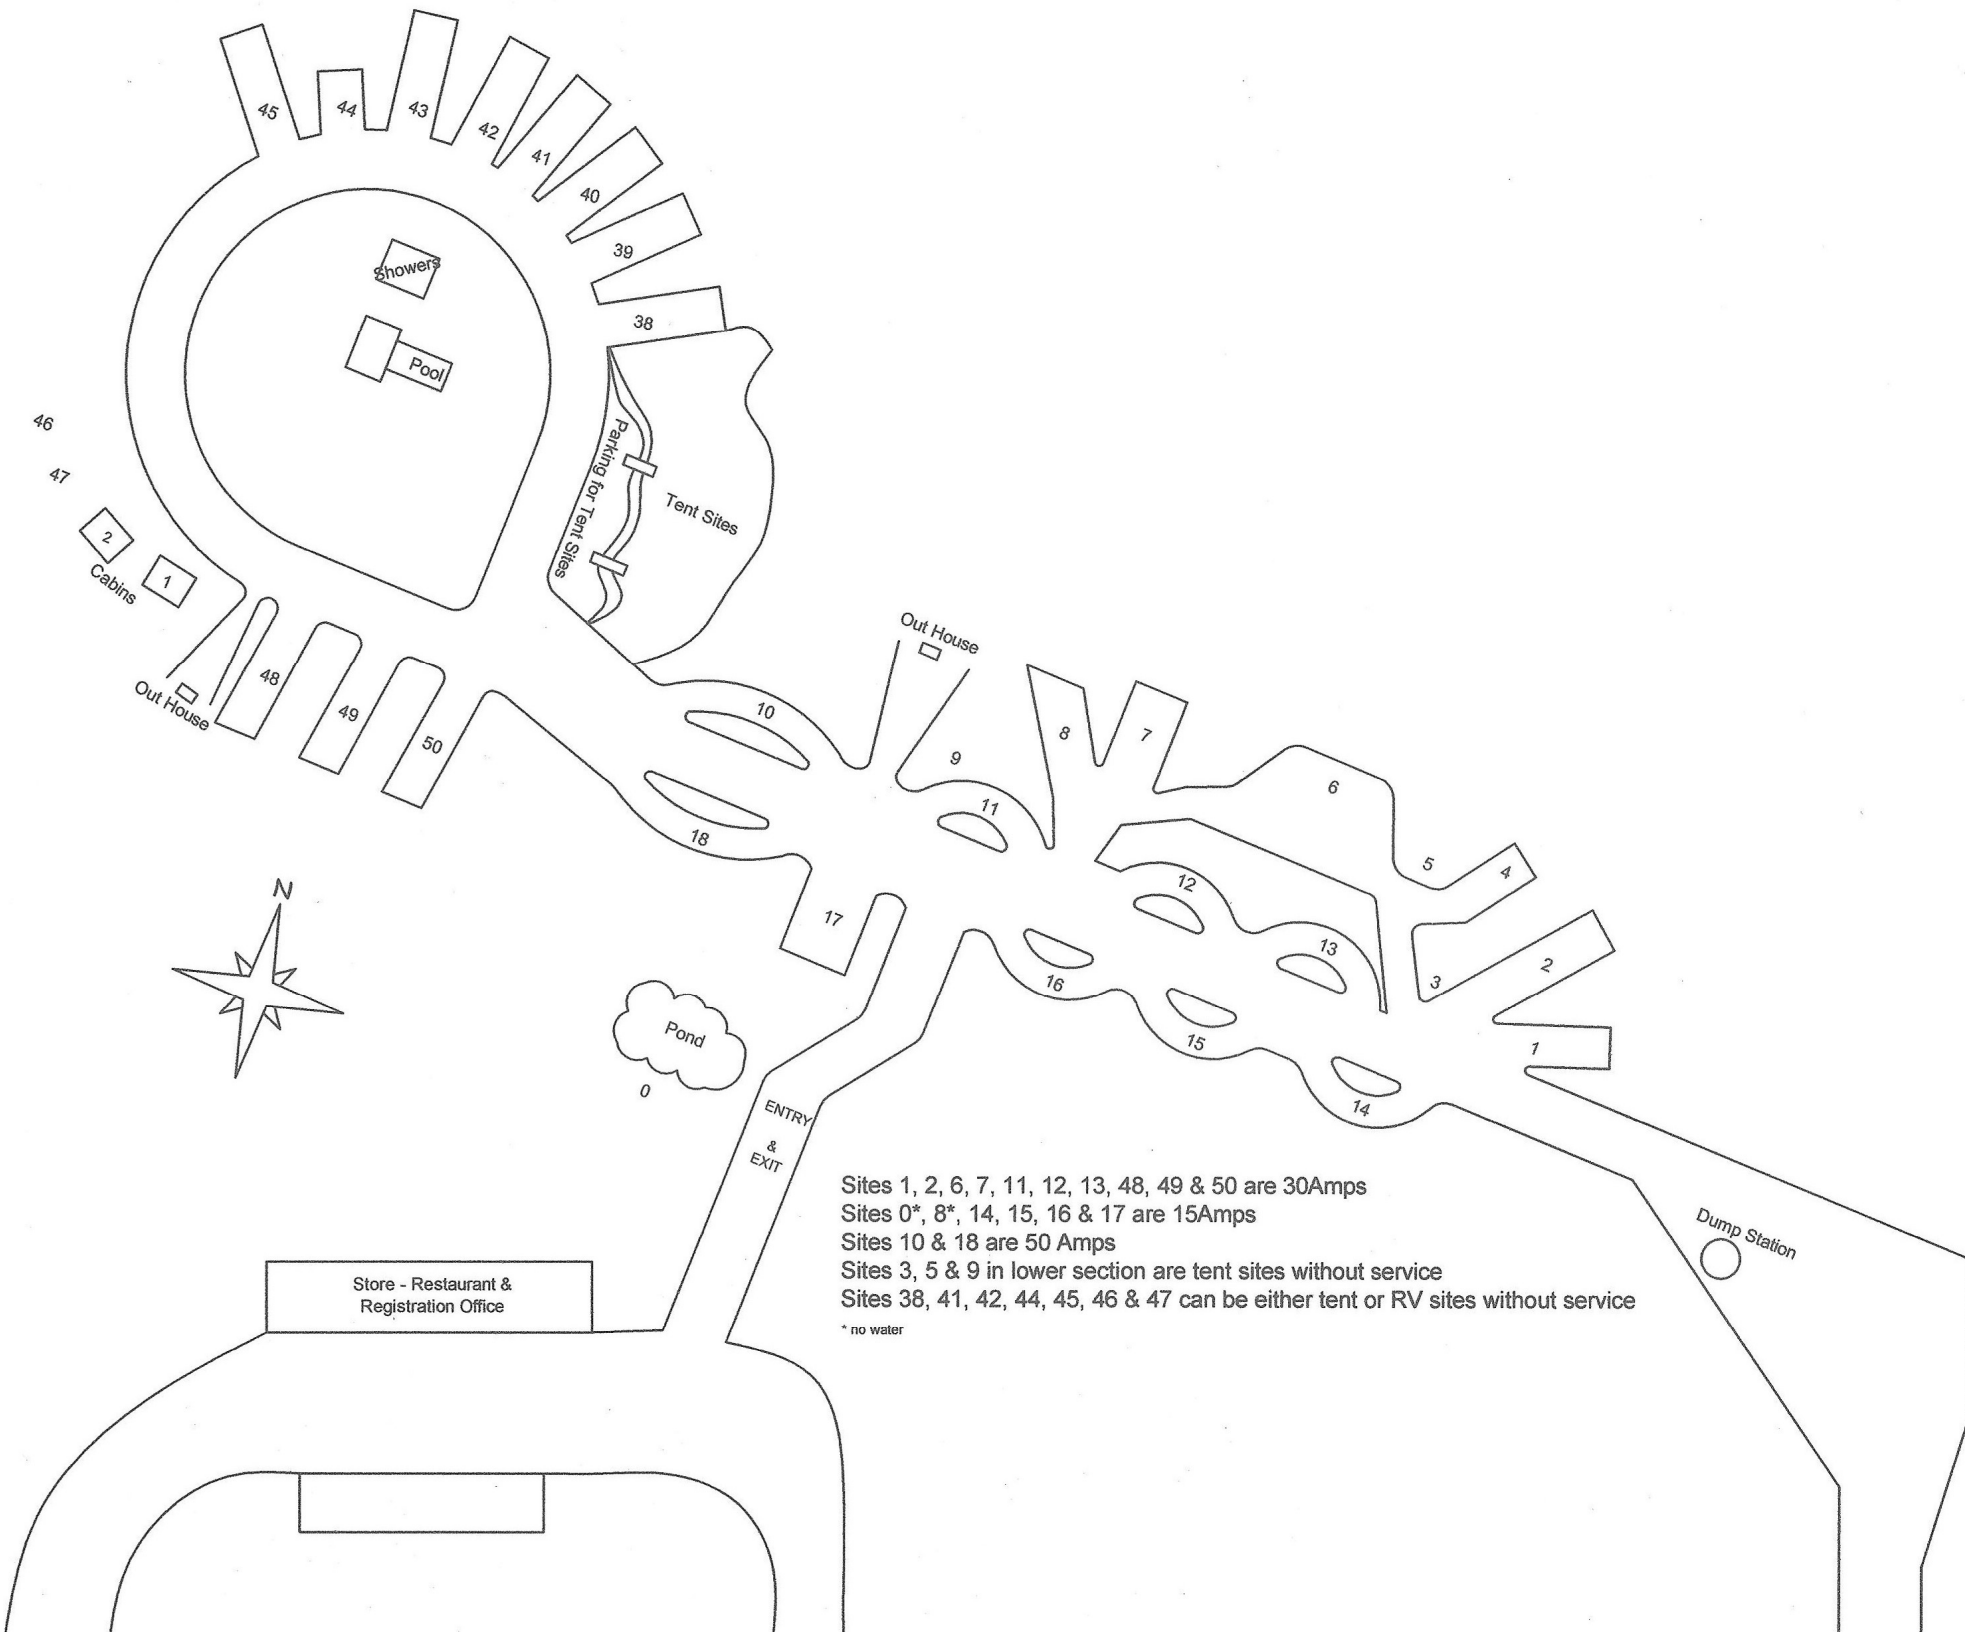 45
44
43
42
41
40
39
38
Showers
Pool
46
47
2
1
Cabins
Parking for Tent Sites
Tent Sites
Out House
48
49
50
Out House
10
18
9
11
8
7
6
5
4
3
2
1
12
13
16
15
14
17
N
Pond
0
ENTRY
&
EXIT
Sites 1, 2, 6, 7, 11, 12, 13, 48, 49 & 50 are 30Amps
Sites 0*, 8*, 14, 15, 16 & 17 are 15Amps
Sites 10 & 18 are 50 Amps
Sites 3, 5 & 9 in lower section are tent sites without service
Sites 38, 41, 42, 44, 45, 46 & 47 can be either tent or RV sites without service
* no water
Dump Station
Store - Restaurant &
Registration Office